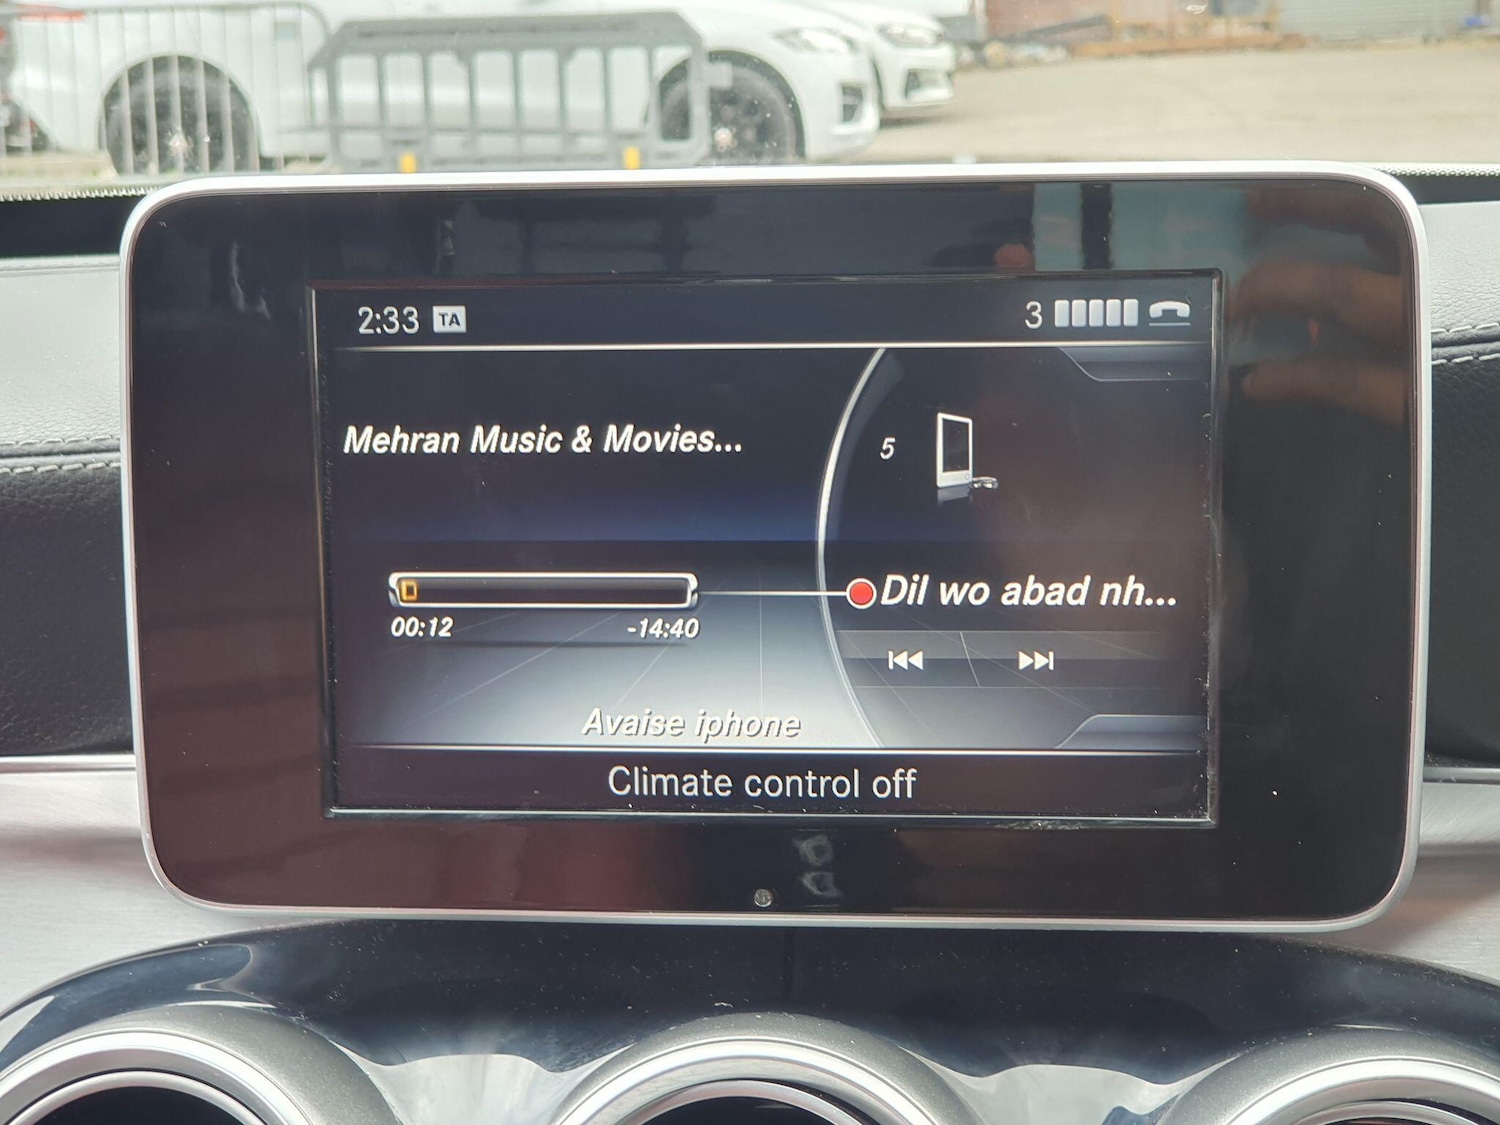 2:33 TA 3
Mehran Music & Movies...
5
Dil wo abad nh...
00:12 -14:40
Avaise iphone
Climate control off